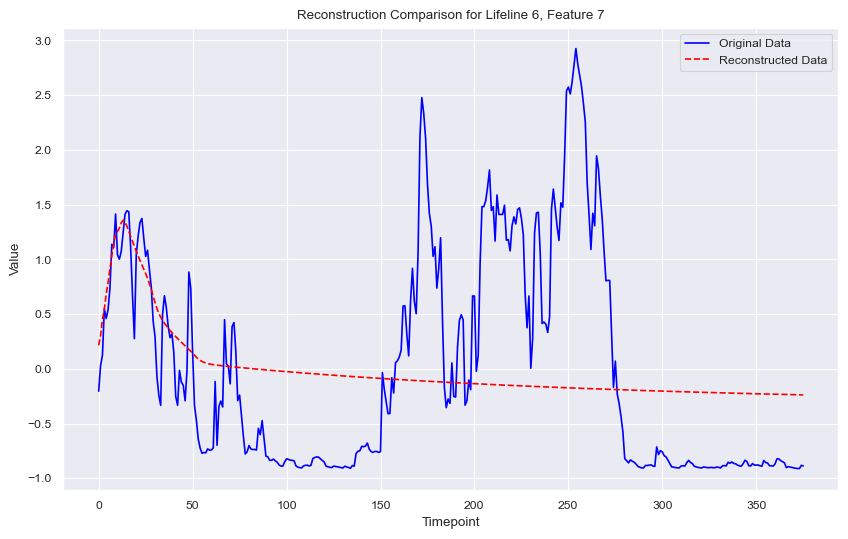 Reconstruction Comparison for Lifeline 6, Feature 7
Original Data
Reconstructed Data
3.0
2.5
2.0
1.5
1.0
0.5
0.0
−0.5
−1.0
Value
0 50 100 150 200 250 300 350
Timepoint